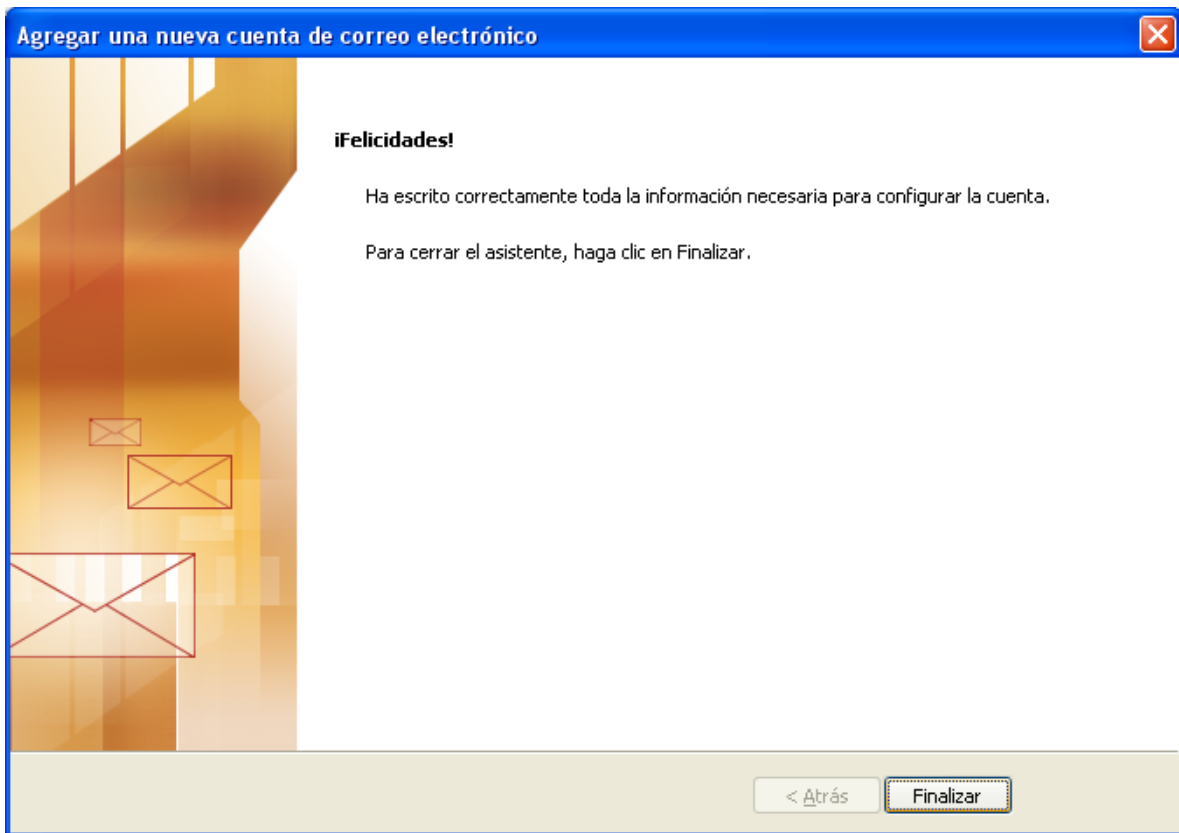 Agregar una nueva cuenta de correo electrónico
¡Felicidades!
Ha escrito correctamente toda la información necesaria para configurar la cuenta.
Para cerrar el asistente, haga clic en Finalizar.
< Atrás
Finalizar